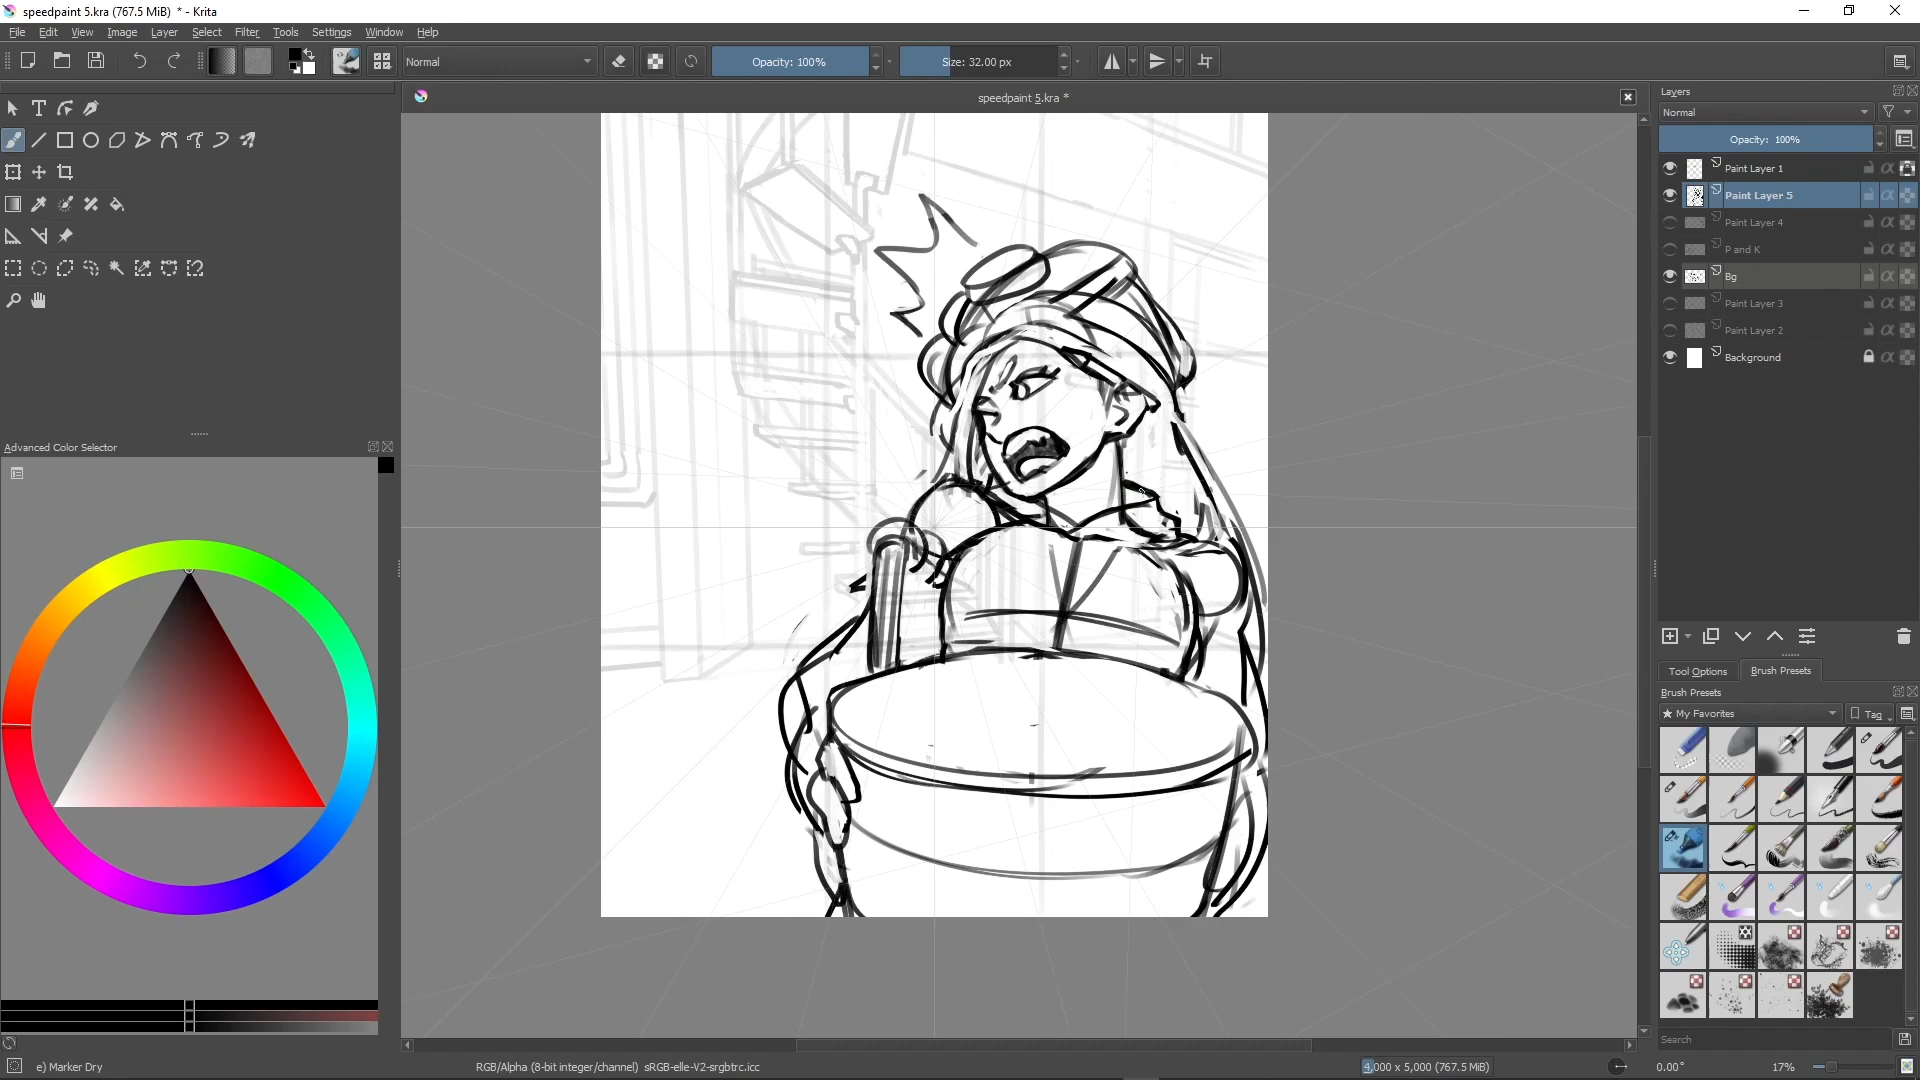 speedpaint 5.kra (767.5 MiB)  * - Krita
File Edit View Image Layer Select Filter Tools Settings Window Help
Normal
Opacity: 100%
Size: 32.00 px
speedpaint 5.kra *
Layers
Normal
Opacity: 100%
Paint Layer 1
Paint Layer 5
Paint Layer 4
P and K
Bg
Paint Layer 3
Paint Layer 2
Background
Advanced Color Selector
Tool Options Brush Presets
Brush Presets
My Favorites
Tag
Search
e) Marker Dry
RGB/Alpha (8-bit integer/channel)  sRGB-elle-V2-srgbtrc.icc
4,000 x 5,000 (767.5 MiB)
0.00°
17%